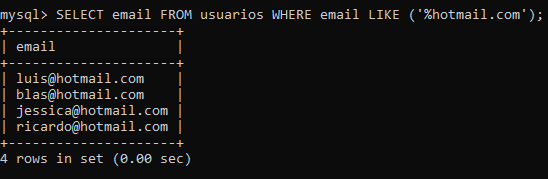 mysql> SELECT email FROM usuarios WHERE email LIKE ('%hotmail.com');
+---------------------+
| email               |
+---------------------+
| luis@hotmail.com    |
| blas@hotmail.com    |
| jessica@hotmail.com |
| ricardo@hotmail.com |
+---------------------+
4 rows in set (0.00 sec)